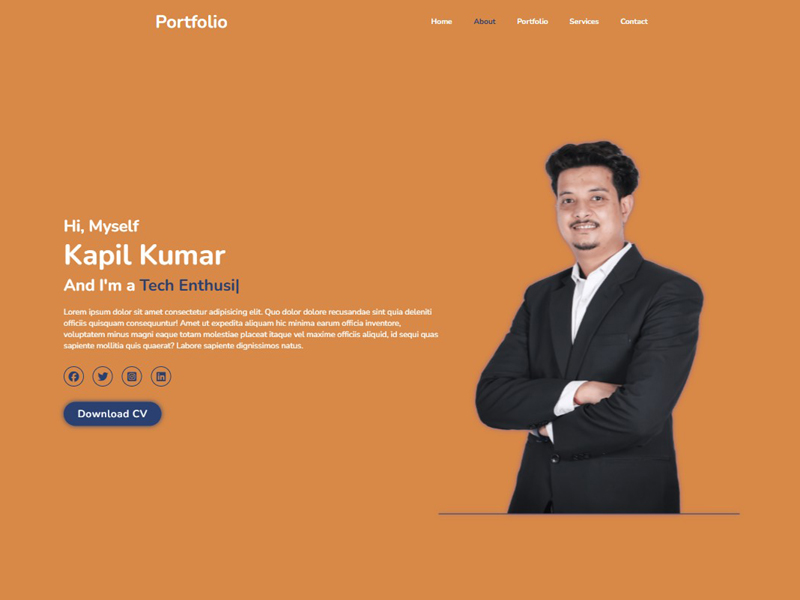 Portfolio
Home About Portfolio Services Contact
Hi, Myself
Kapil Kumar
And I'm a Tech Enthusi|
Lorem ipsum dolor sit amet consectetur adipisicing elit. Quo dolor dolore recusandae sint quia deleniti
officiis quisquam consequuntur! Amet ut expedita aliquam hic minima earum officia inventore,
voluptatem minus magni eaque totam molestiae placeat itaque vel maxime officiis aliquid, id sequi quas
sapiente mollitia quis quaerat? Labore sapiente dignissimos natus.
Download CV